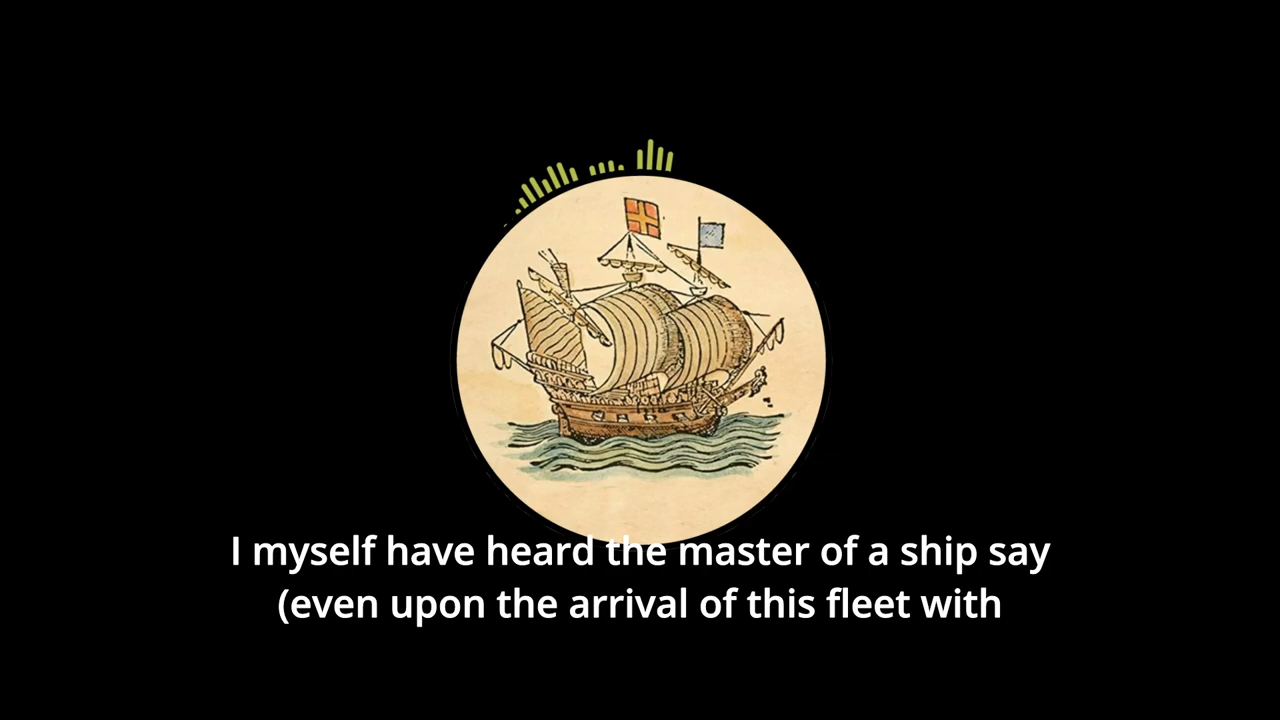 I myself have heard the master of a ship say
(even upon the arrival of this fleet with